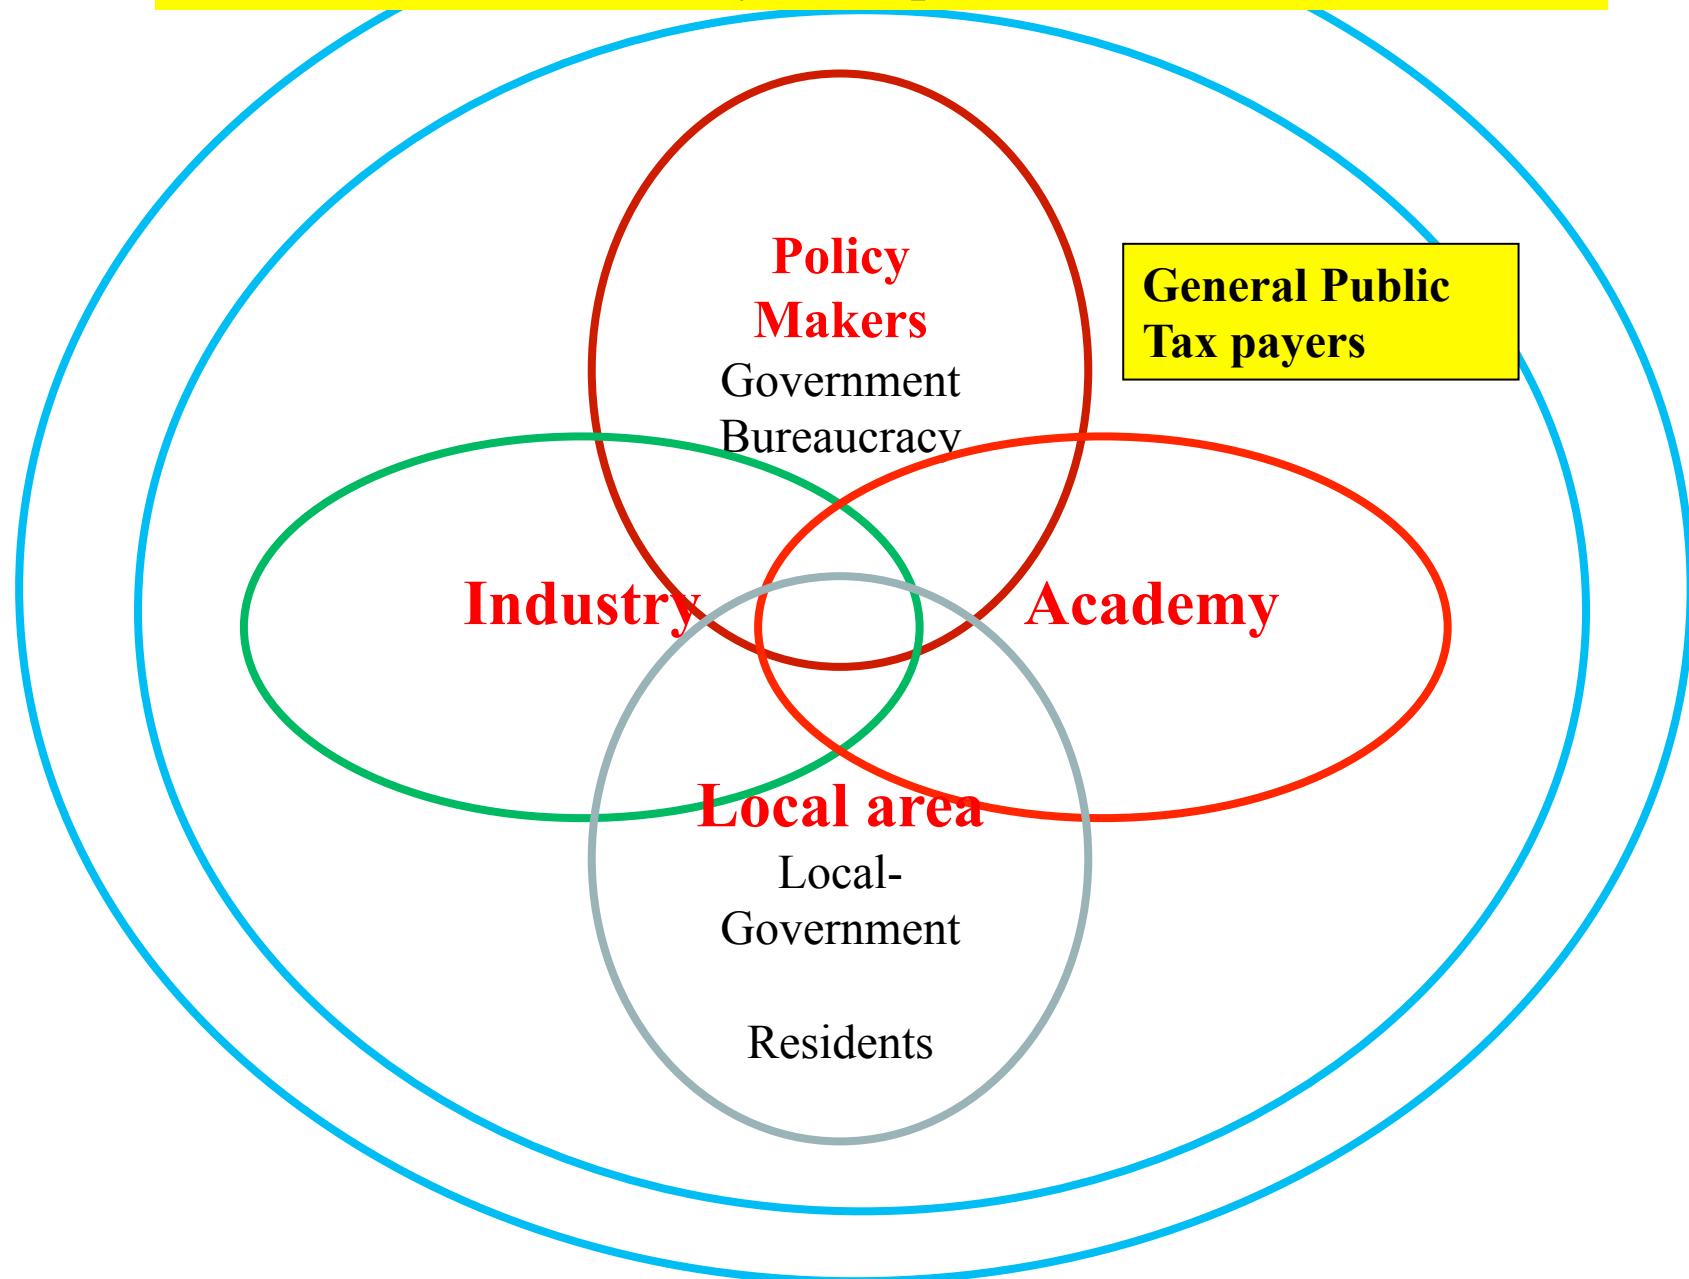 Policy
Makers
Government
Bureaucracy
General Public
Tax payers
Industry
Academy
Local area
Local-
Government
Residents